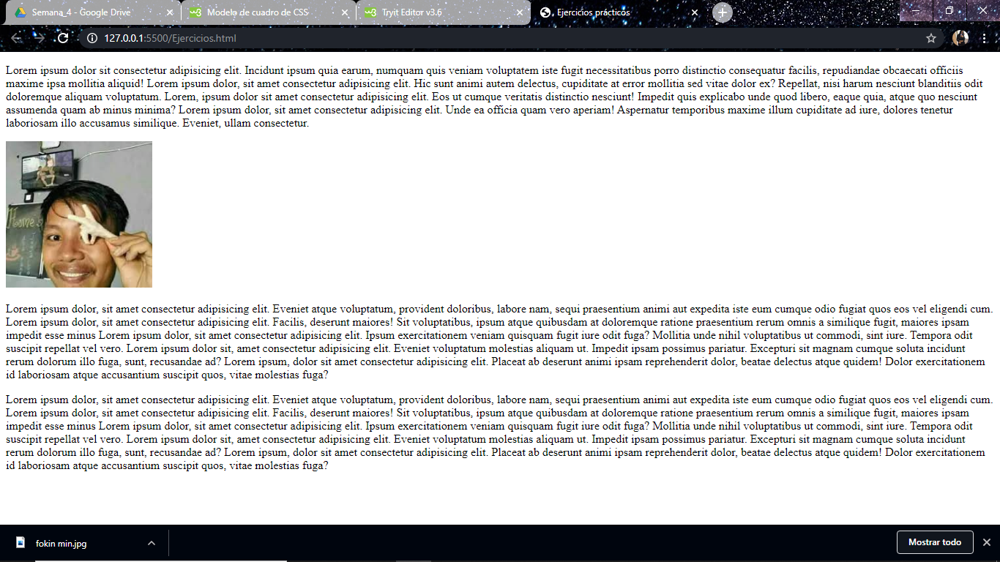 Semana_4 - Google Drive
Modelo de cuadro de CSS
Tryit Editor v3.6
Ejercicios prácticos
127.0.0.1:5500/Ejercicios.html
Lorem ipsum dolor sit consectetur adipisicing elit. Incidunt ipsum quia earum, numquam quis veniam voluptatem iste fugit necessitatibus porro distinctio consequatur facilis, repudiandae obcaecati officiis
maxime ipsa mollitia aliquid! Lorem ipsum dolor, sit amet consectetur adipisicing elit. Hic sunt animi autem delectus, cupiditate at error mollitia sed vitae dolor ex? Repellat, nisi harum nesciunt blanditiis odit
doloremque aliquam voluptatum. Lorem, ipsum dolor sit amet consectetur adipisicing elit. Eos ut cumque veritatis distinctio nesciunt! Impedit quis explicabo unde quod libero, eaque quia, atque quo nesciunt
assumenda quam ab minus minima? Lorem ipsum dolor, sit amet consectetur adipisicing elit. Unde ea officia quam vero aperiam! Aspernatur temporibus maxime illum cupiditate ad iure, dolores tenetur
laboriosam illo accusamus similique. Eveniet, ullam consectetur.
Home
Lorem ipsum dolor, sit amet consectetur adipisicing elit. Eveniet atque voluptatum, provident doloribus, labore nam, sequi praesentium animi aut expedita iste eum cumque odio fugiat quos eos vel eligendi cum.
Lorem ipsum dolor, sit amet consectetur adipisicing elit. Facilis, deserunt maiores! Sit voluptatibus, ipsum atque quibusdam at doloremque ratione praesentium rerum omnis a similique fugit, maiores ipsam
impedit esse minus Lorem ipsum dolor, sit amet consectetur adipisicing elit. Ipsum exercitationem veniam quisquam fugit iure odit fuga? Mollitia unde nihil voluptatibus ut commodi, sint iure. Tempora odit
suscipit repellat vel vero. Lorem ipsum dolor sit, amet consectetur adipisicing elit. Eveniet voluptatum molestias aliquam ut. Impedit ipsam possimus pariatur. Excepturi sit magnam cumque soluta incidunt
rerum dolorum illo fuga, sunt, recusandae ad? Lorem ipsum, dolor sit amet consectetur adipisicing elit. Placeat ab deserunt animi ipsam reprehenderit dolor, beatae delectus atque quidem! Dolor exercitationem
id laboriosam atque accusantium suscipit quos, vitae molestias fuga?
Lorem ipsum dolor, sit amet consectetur adipisicing elit. Eveniet atque voluptatum, provident doloribus, labore nam, sequi praesentium animi aut expedita iste eum cumque odio fugiat quos eos vel eligendi cum.
Lorem ipsum dolor, sit amet consectetur adipisicing elit. Facilis, deserunt maiores! Sit voluptatibus, ipsum atque quibusdam at doloremque ratione praesentium rerum omnis a similique fugit, maiores ipsam
impedit esse minus Lorem ipsum dolor, sit amet consectetur adipisicing elit. Ipsum exercitationem veniam quisquam fugit iure odit fuga? Mollitia unde nihil voluptatibus ut commodi, sint iure. Tempora odit
suscipit repellat vel vero. Lorem ipsum dolor sit, amet consectetur adipisicing elit. Eveniet voluptatum molestias aliquam ut. Impedit ipsam possimus pariatur. Excepturi sit magnam cumque soluta incidunt
rerum dolorum illo fuga, sunt, recusandae ad? Lorem ipsum, dolor sit amet consectetur adipisicing elit. Placeat ab deserunt animi ipsam reprehenderit dolor, beatae delectus atque quidem! Dolor exercitationem
id laboriosam atque accusantium suscipit quos, vitae molestias fuga?
fokin min.jpg
Mostrar todo